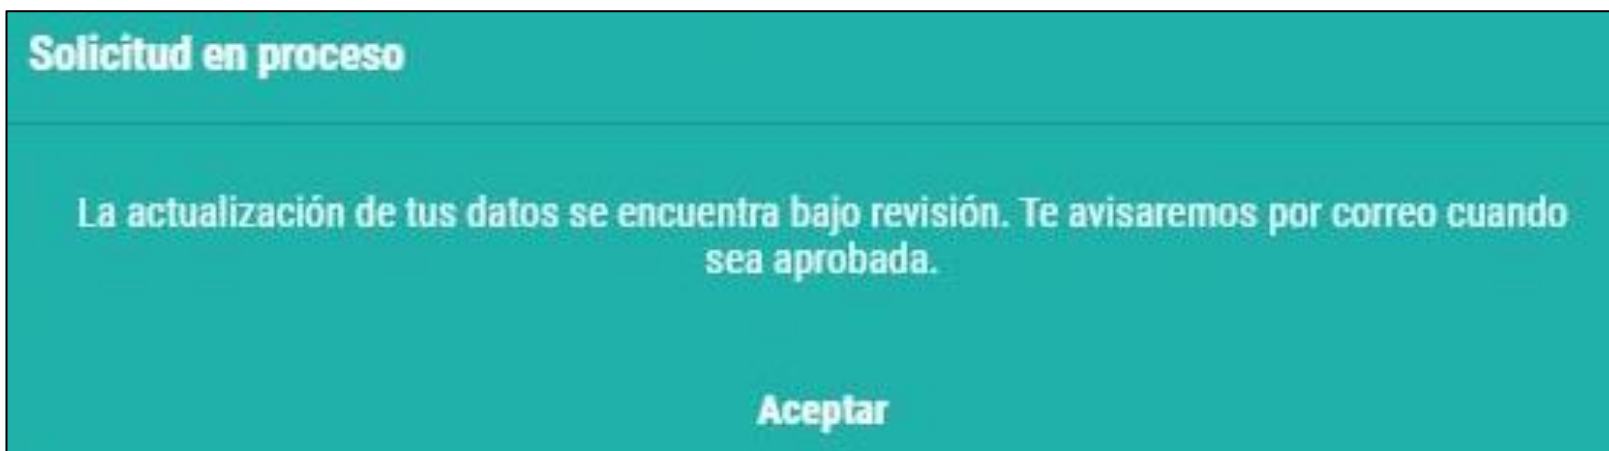 Solicitud en proceso
La actualización de tus datos se encuentra bajo revisión. Te avisaremos por correo cuando
sea aprobada.
Aceptar